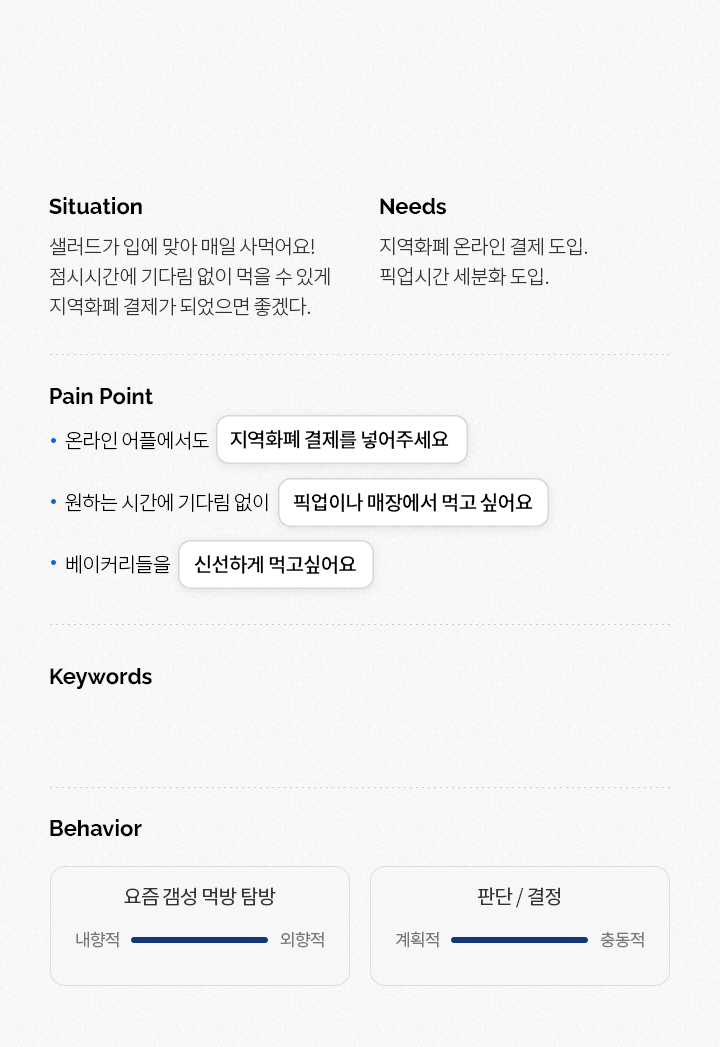 Situation
샐러드가 입에 맞아 매일 사먹어요!
점시시간에 기다림 없이 먹을 수 있게
지역화폐 결제가 되었으면 좋겠다.
Needs
지역화폐 온라인 결제 도입.
픽업시간 세분화 도입.
Pain Point
• 온라인 어플에서도 지역화폐 결제를 넣어주세요
• 원하는 시간에 기다림 없이 픽업이나 매장에서 먹고 싶어요
• 베이커리들을 신선하게 먹고싶어요
Keywords
Behavior
요즘 갬성 먹방 탐방
내향적 외향적
판단 / 결정
계획적 충동적